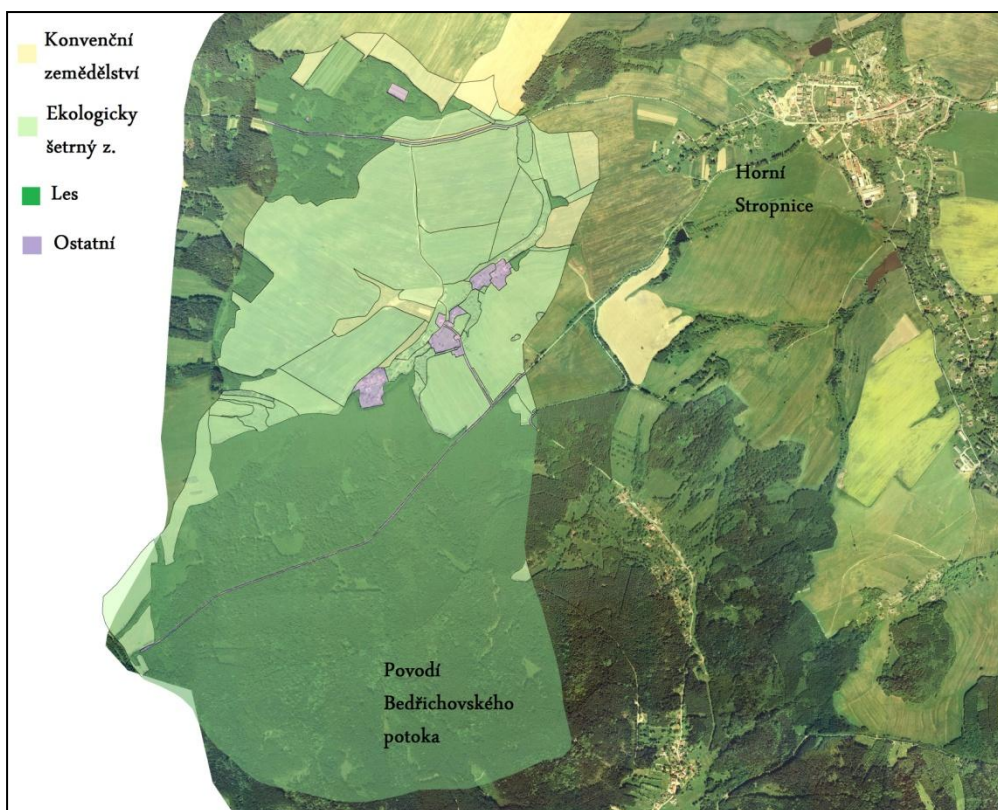 Konvenční
zemědělství
Ekologicky
šetrný z.
Les
Ostatní
Horní
Stropnice
Povodí
Bedřichovského
potoka